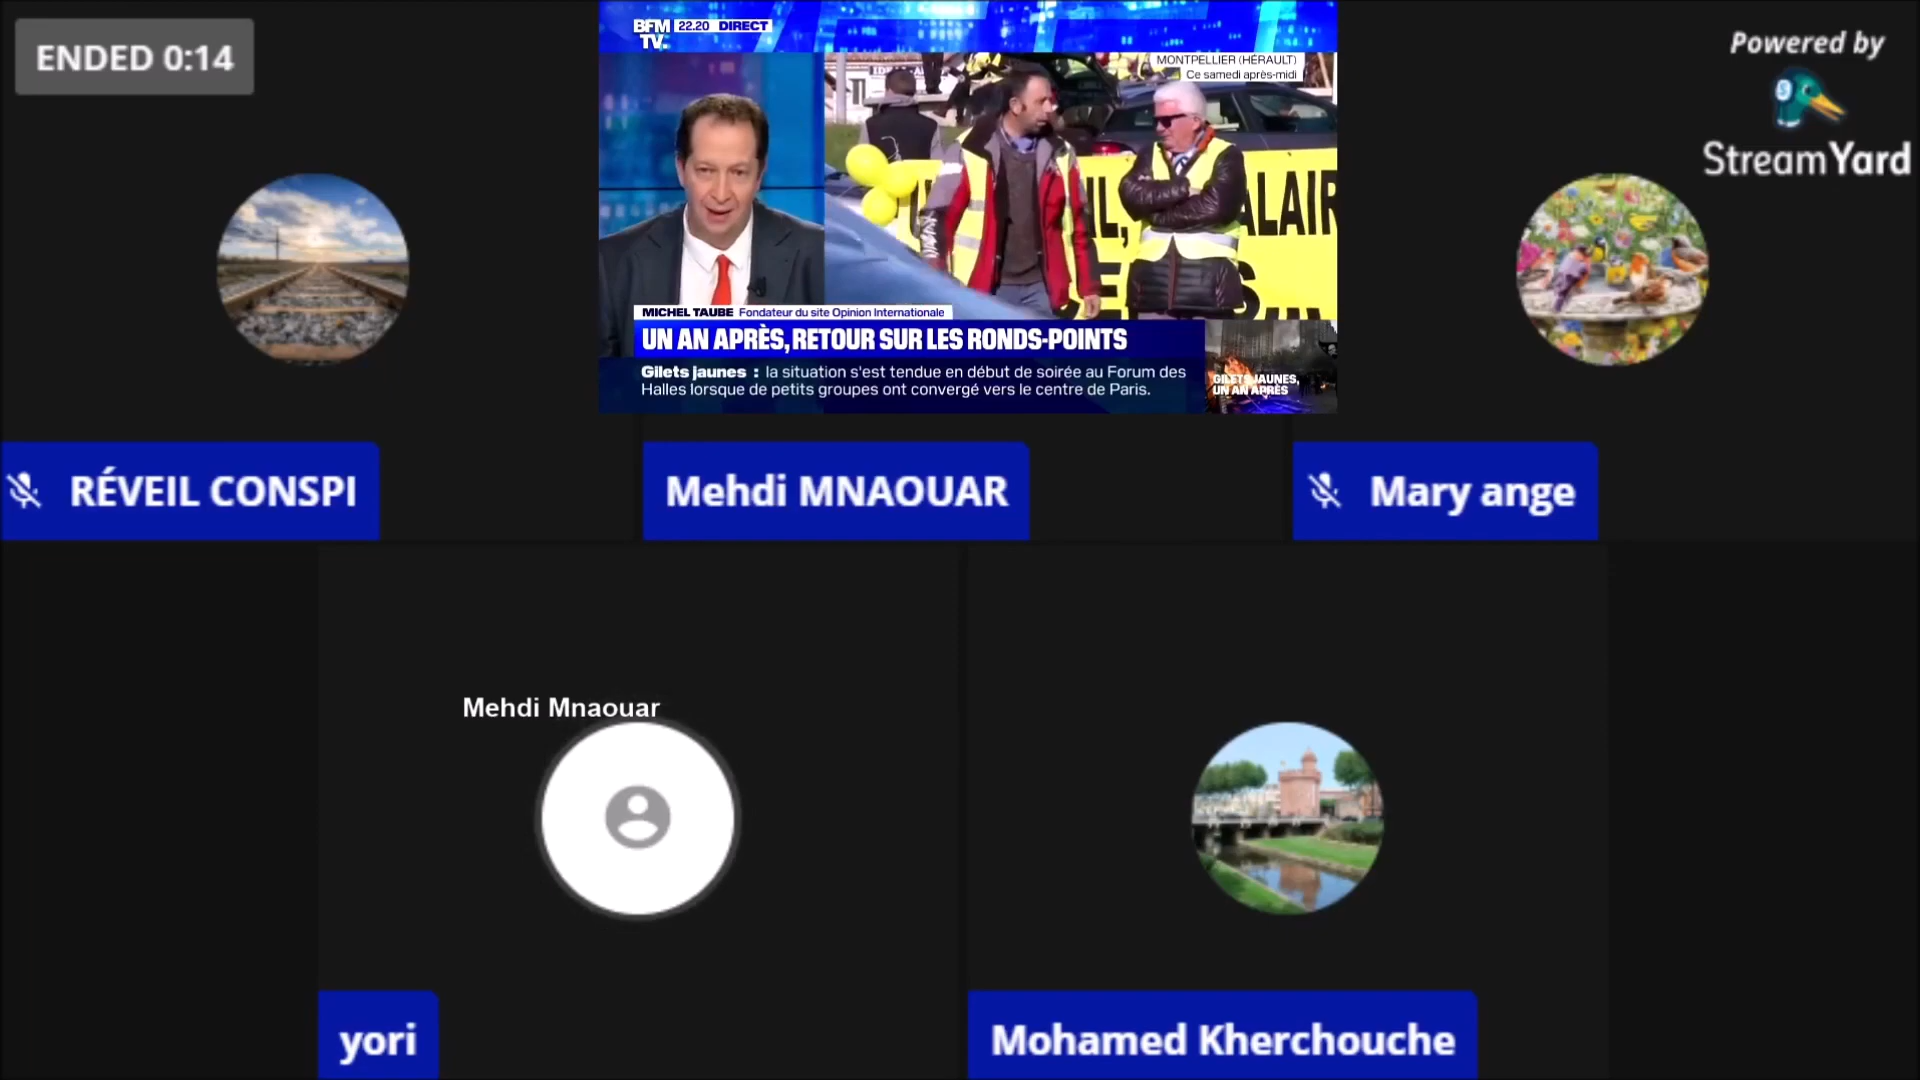 ENDED 0:14
BFM
TV.
22.20 DIRECT
MONTPELLIER (HÉRAULT)
Ce samedi après-midi
Powered by
StreamYard
IL,
ALAIR
MICHEL TAUBE Fondateur du site Opinion Internationale
UN AN APRÈS, RETOUR SUR LES RONDS-POINTS
Gilets jaunes : la situation s'est tendue en début de soirée au Forum des
Halles lorsque de petits groupes ont convergé vers le centre de Paris.
GILETS JAUNES,
UN AN APRÈS
RÉVEIL CONSPI
Mehdi MNAOUAR
Mary ange
Mehdi Mnaouar
yori
Mohamed Kherchouche